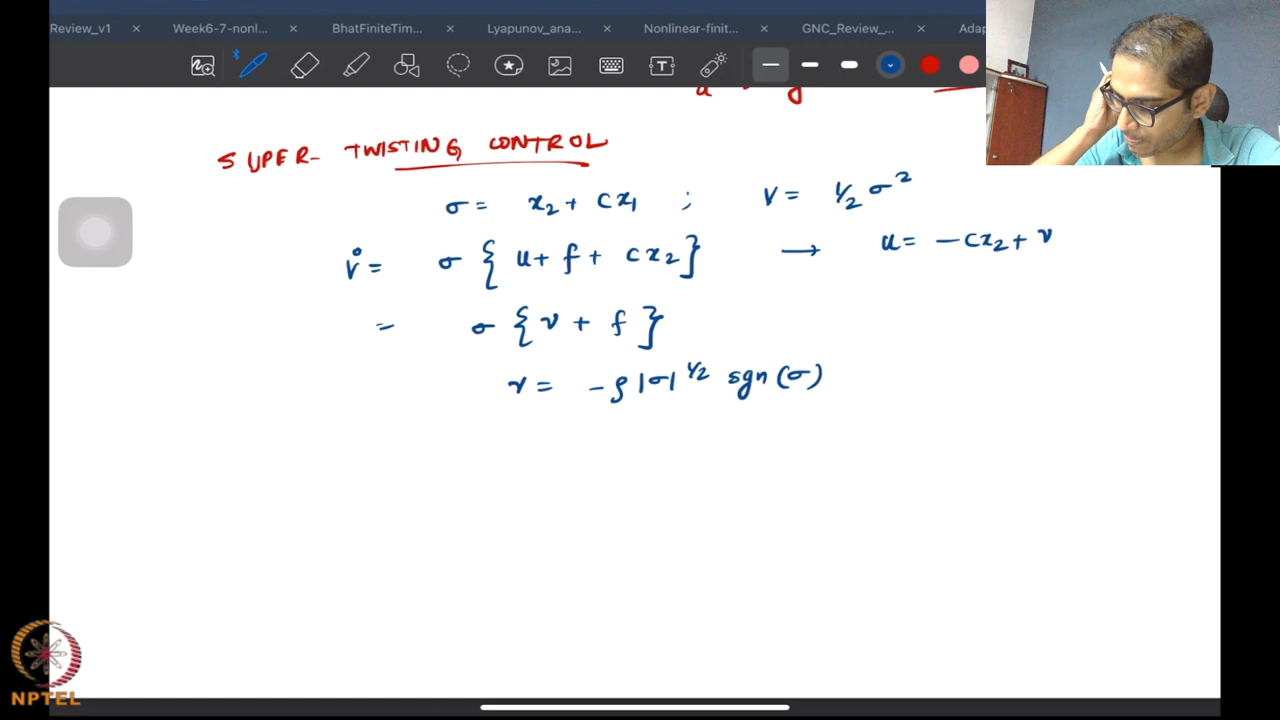 Review_v1 × Week6-7-nonl... × BhatFiniteTim... × Lyapunov_ana... × Nonlinear-finit... × GNC_Review_... × Adap
SUPER- TWISTING CONTROL
σ = x₂ + cx₁ ; V = 1/2 σ²
V̇ = σ { u + f + cx₂ } → u = -cx₂ + ν
= σ { ν + f }
ν = -ρ |σ|^1/2 sgn(σ)
NPTEL